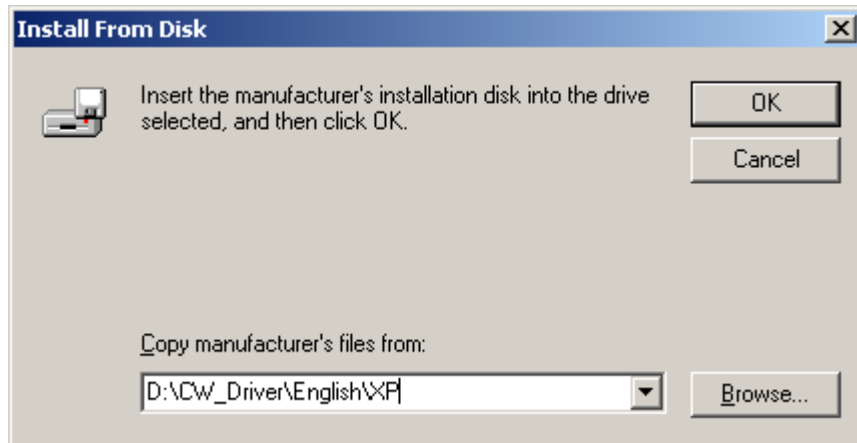 Install From Disk
Insert the manufacturer's installation disk into the drive
selected, and then click OK.
OK
Cancel
Copy manufacturer's files from:
D:\CW_Driver\English\XP
Browse...